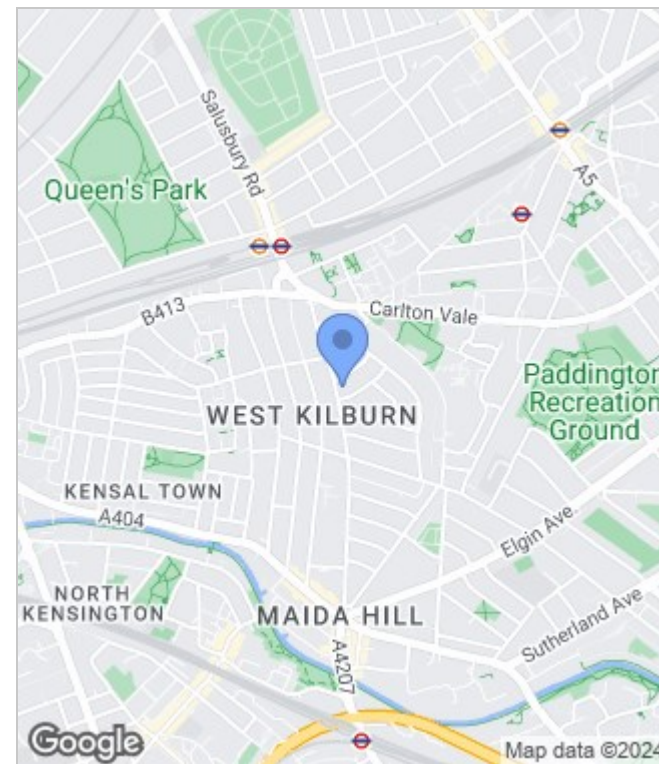 Salusbury Rd
A5
Queen's Park
B413
Carlton Vale
Paddington
Recreation
Ground
WEST KILBURN
KENSAL TOWN
A404
Elgin Ave
NORTH
KENSINGTON
MAIDA HILL
Sutherland Ave
A4207
Google
Map data ©2024